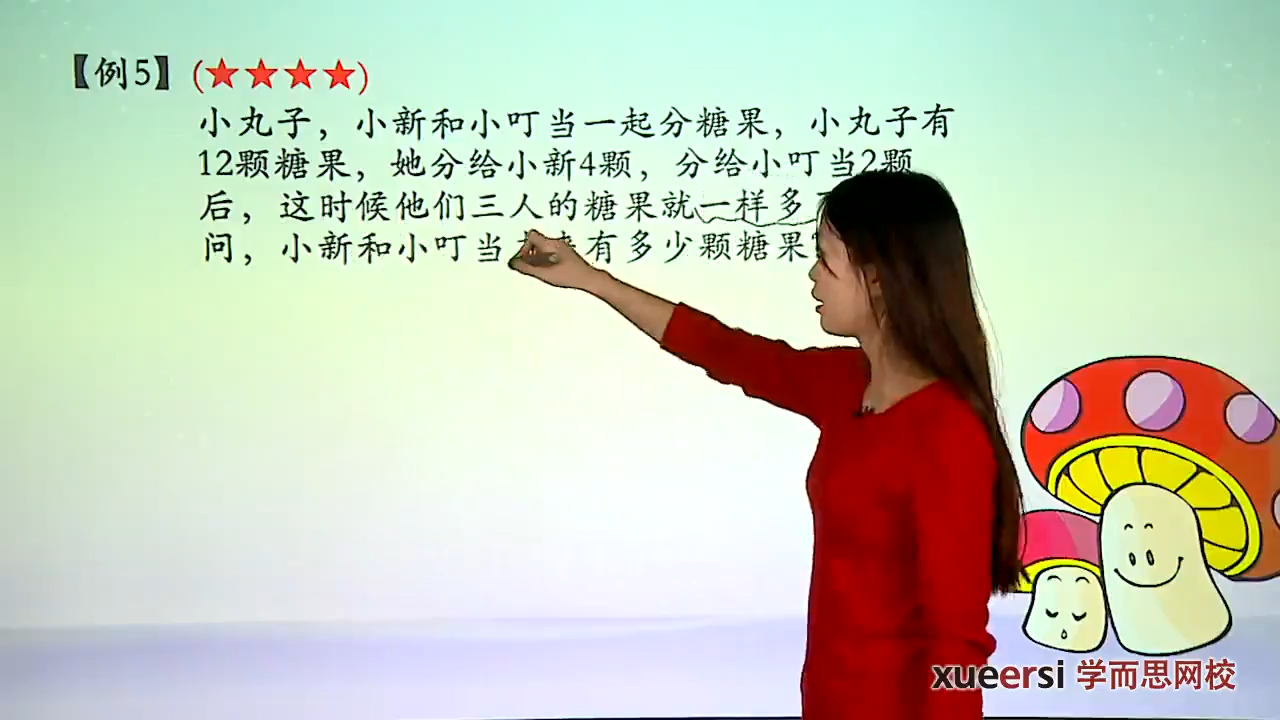 【例5】(★★★★)
小丸子，小新和小叮当一起分糖果，小丸子有
12颗糖果，她分给小新4颗，分给小叮当2颗
后，这时候他们三人的糖果就一样多
问，小新和小叮当 有多少颗糖果
xueersi 学而思网校